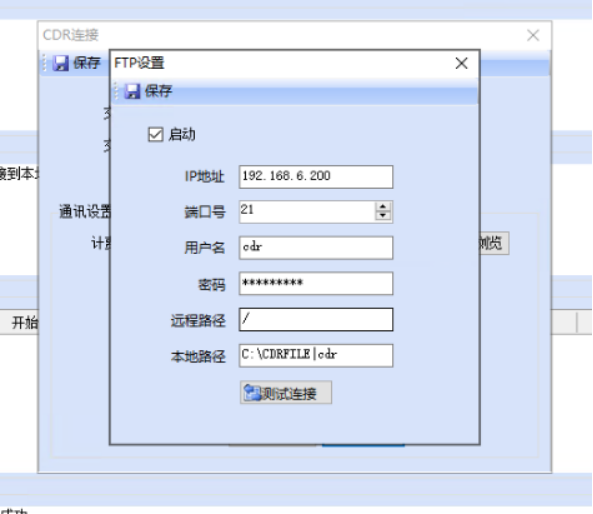 CDR连接
保存
FTP设置
保存
启动
IP地址 192.168.6.200
接到本
通讯设置
端口号 21
用户名 cdr
浏览
密码 *********
开始
远程路径 /
本地路径 C:\CDRFILE|cdr
测试连接
成功